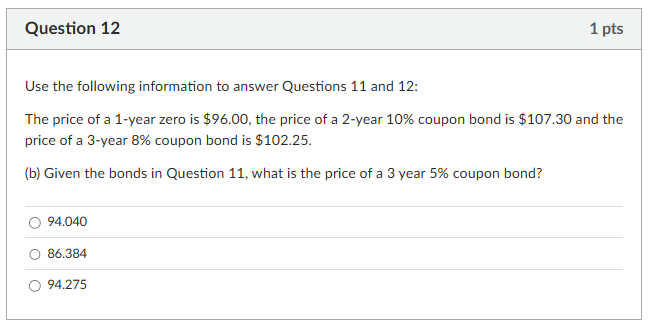 Question 12
1 pts
Use the following information to answer Questions 11 and 12:
The price of a 1-year zero is $96.00, the price of a 2-year 10% coupon bond is $107.30 and the
price of a 3-year 8% coupon bond is $102.25.
(b) Given the bonds in Question 11, what is the price of a 3 year 5% coupon bond?
94.040
86.384
94.275